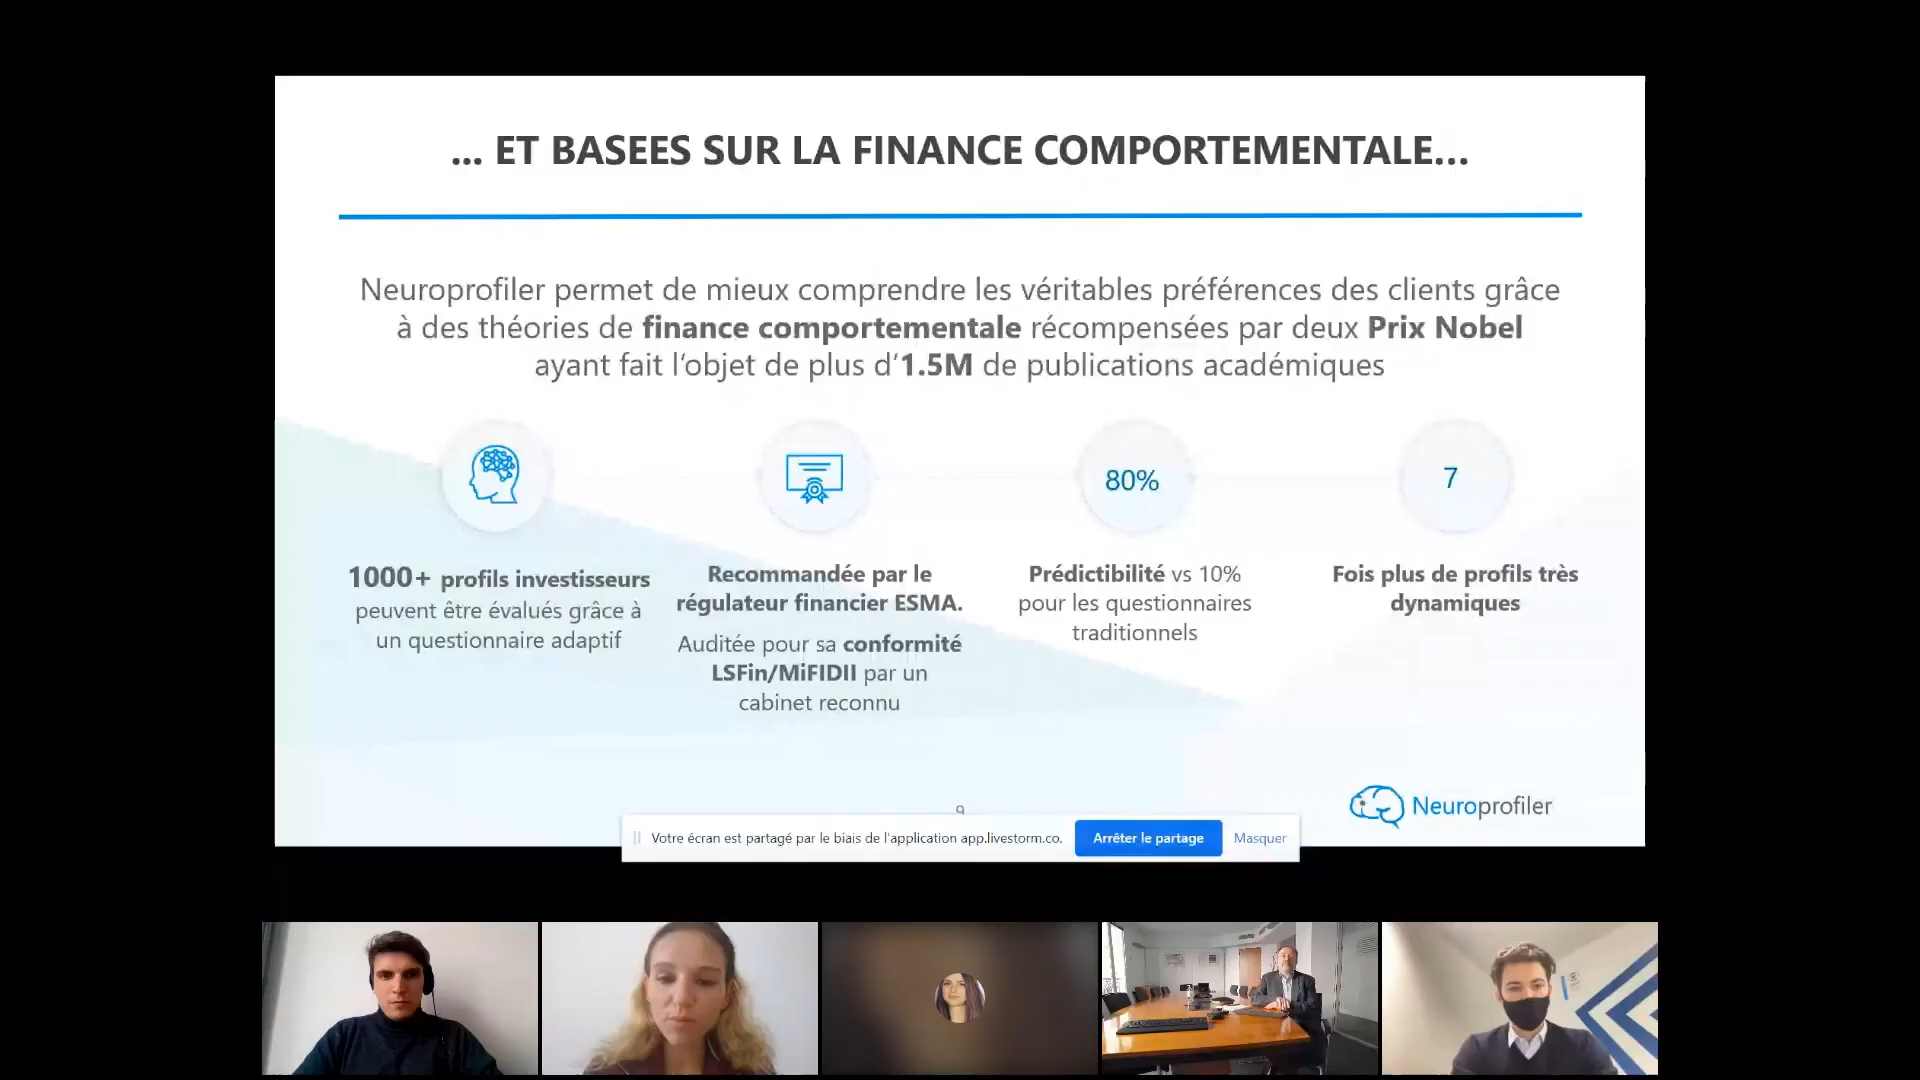 ... ET BASEES SUR LA FINANCE COMPORTEMENTALE...
Neuroprofiler permet de mieux comprendre les véritables préférences des clients grâce
à des théories de finance comportementale récompensées par deux Prix Nobel
ayant fait l'objet de plus d'1.5M de publications académiques
80%
7
1000+ profils investisseurs
peuvent être évalués grâce à
un questionnaire adaptif
Recommandée par le
régulateur financier ESMA.
Auditée pour sa conformité
LSFin/MiFIDII par un
cabinet reconnu
Prédictibilité vs 10%
pour les questionnaires
traditionnels
Fois plus de profils très
dynamiques
9
Neuroprofiler
Votre écran est partagé par le biais de l'application app.livestorm.co.
Arrêter le partage
Masquer